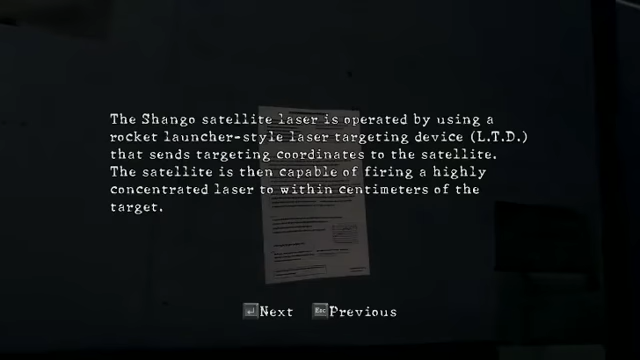 The Shango satellite laser is operated by using a
rocket launcher-style laser targeting device (L.T.D.)
that sends targeting coordinates to the satellite.
The satellite is then capable of firing a highly
concentrated laser to within centimeters of the
target.
Next Esc Previous